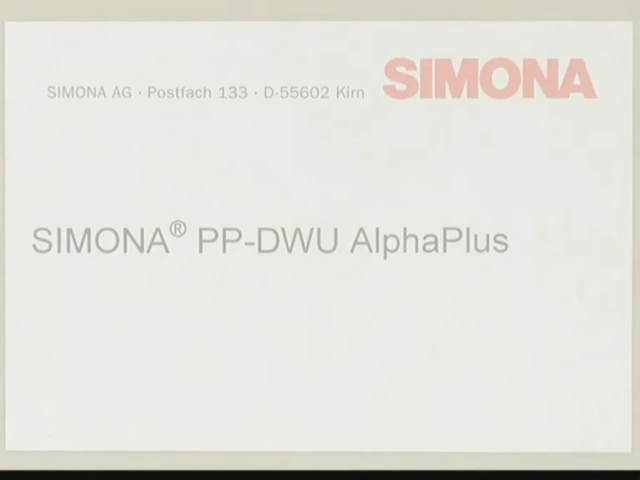 SIMONA AG · Postfach 133 · D-55602 Kirn
SIMONA
SIMONA® PP-DWU AlphaPlus